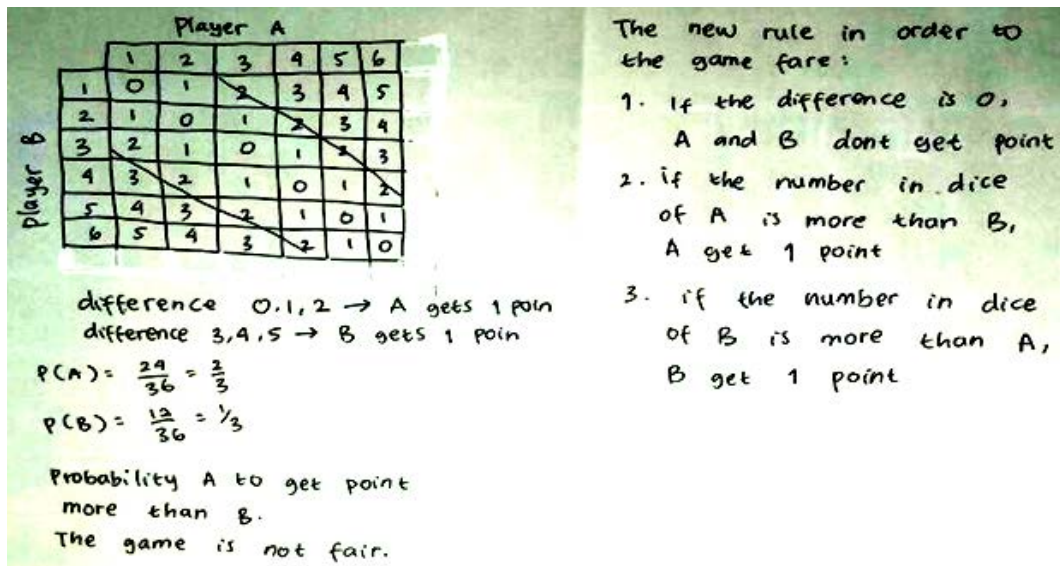 Player A
1 2 3 4 5 6
Player B
1 0 1 2 3 4 5
2 1 0 1 2 3 4
3 2 1 0 1 2 3
4 3 2 1 0 1 2
5 4 3 2 1 0 1
6 5 4 3 2 1 0
difference 0.1,2 → A gets 1 poin
difference 3,4,5 → B gets 1 poin
P(A) = 24/36 = 2/3
P(B) = 12/36 = 1/3
Probability A to get point
more than B.
The game is not fair.
The new rule in order to
the game fare :
1. If the difference is 0,
A and B dont get point
2. if the number in dice
of A is more than B,
A get 1 point
3. if the number in dice
of B is more than A,
B get 1 point